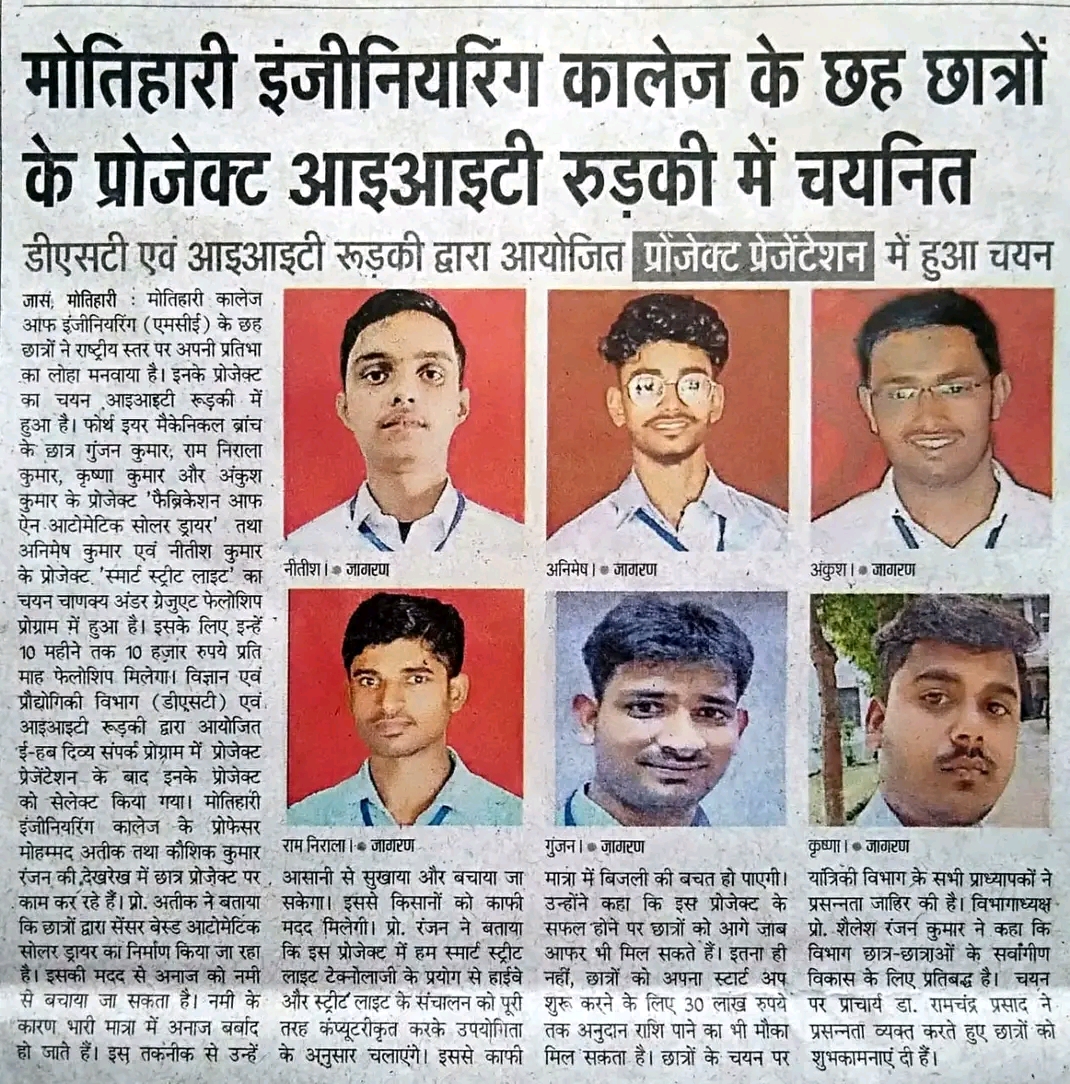 मोतिहारी इंजीनियरिंग कालेज के छह छात्रों
के प्रोजेक्ट आइआइटी रुड़की में चयनित
डीएसटी एवं आइआइटी रूड़की द्वारा आयोजित प्रोंजेक्ट प्रेजेंटेशन में हुआ चयन
जासं, मोतिहारी : मोतिहारी कालेज
आफ इंजीनियरिंग (एमसीई) के छह
छात्रों ने राष्ट्रीय स्तर पर अपनी प्रतिभा
का लोहा मनवाया है। इनके प्रोजेक्ट
का चयन आइआइटी रूड़की में
हुआ है। फोर्थ इयर मैकेनिकल ब्रांच
के छात्र गुंजन कुमार, राम निराला
कुमार, कृष्णा कुमार और अंकुश
कुमार के प्रोजेक्ट 'फैब्रिकेशन आफ
ऐन आटोमेटिक सोलर ड्रायर' तथा
अनिमेष कुमार एवं नीतीश कुमार
के प्रोजेक्ट 'स्मार्ट स्ट्रीट लाइट' का
चयन चाणक्य अंडर ग्रेजुएट फेलोशिप
प्रोग्राम में हुआ है। इसके लिए इन्हें
10 महीने तक 10 हजार रुपये प्रति
माह फेलोशिप मिलेगा। विज्ञान एवं
प्रौद्योगिकी विभाग (डीएसटी) एवं
आइआइटी रूड़की द्वारा आयोजित
ई-हब दिव्य संपर्क प्रोग्राम में प्रोजेक्ट
प्रेजेंटेशन के बाद इनके प्रोजेक्ट
को सेलेक्ट किया गया। मोतिहारी
इंजीनियरिंग कालेज के प्रोफेसर
मोहम्मद अतीक तथा कौशिक कुमार
रंजन की देखरेख में छात्र प्रोजेक्ट पर
काम कर रहे हैं। प्रो. अतीक ने बताया
कि छात्रों द्वारा सेंसर बेस्ड आटोमेटिक
सोलर ड्रायर का निर्माण किया जा रहा
है। इसकी मदद से अनाज को नमी
से बचाया जा सकता है। नमी के
कारण भारी मात्रा में अनाज बर्बाद
हो जाते हैं। इस तकनीक से उन्हें
नीतीश। ● जागरण
अनिमेष। ● जागरण
अंकुश। ● जागरण
राम निराला। ● जागरण
गुंजन। ● जागरण
कृष्णा। ● जागरण
आसानी से सुखाया और बचाया जा
सकेगा। इससे किसानों को काफी
मदद मिलेगी। प्रो. रंजन ने बताया
कि इस प्रोजेक्ट में हम स्मार्ट स्ट्रीट
लाइट टेक्नोलाजी के प्रयोग से हाईवे
और स्ट्रीट लाइट के संचालन को पूरी
तरह कंप्यूटरीकृत करके उपयोगिता
के अनुसार चलाएंगे। इससे काफी
मात्रा में बिजली की बचत हो पाएगी।
उन्होंने कहा कि इस प्रोजेक्ट के
सफल होने पर छात्रों को आगे जॉब
आफर भी मिल सकते हैं। इतना ही
नहीं, छात्रों को अपना स्टार्ट अप
शुरू करने के लिए 30 लाख रुपये
तक अनुदान राशि पाने का भी मौका
मिल सकता है। छात्रों के चयन पर
यांत्रिकी विभाग के सभी प्राध्यापकों ने
प्रसन्नता जाहिर की है। विभागाध्यक्ष
प्रो. शैलेश रंजन कुमार ने कहा कि
विभाग छात्र-छात्राओं के सर्वांगीण
विकास के लिए प्रतिबद्ध है। चयन
पर प्राचार्य डा. रामचंद्र प्रसाद ने
प्रसन्नता व्यक्त करते हुए छात्रों को
शुभकामनाएं दी हैं।